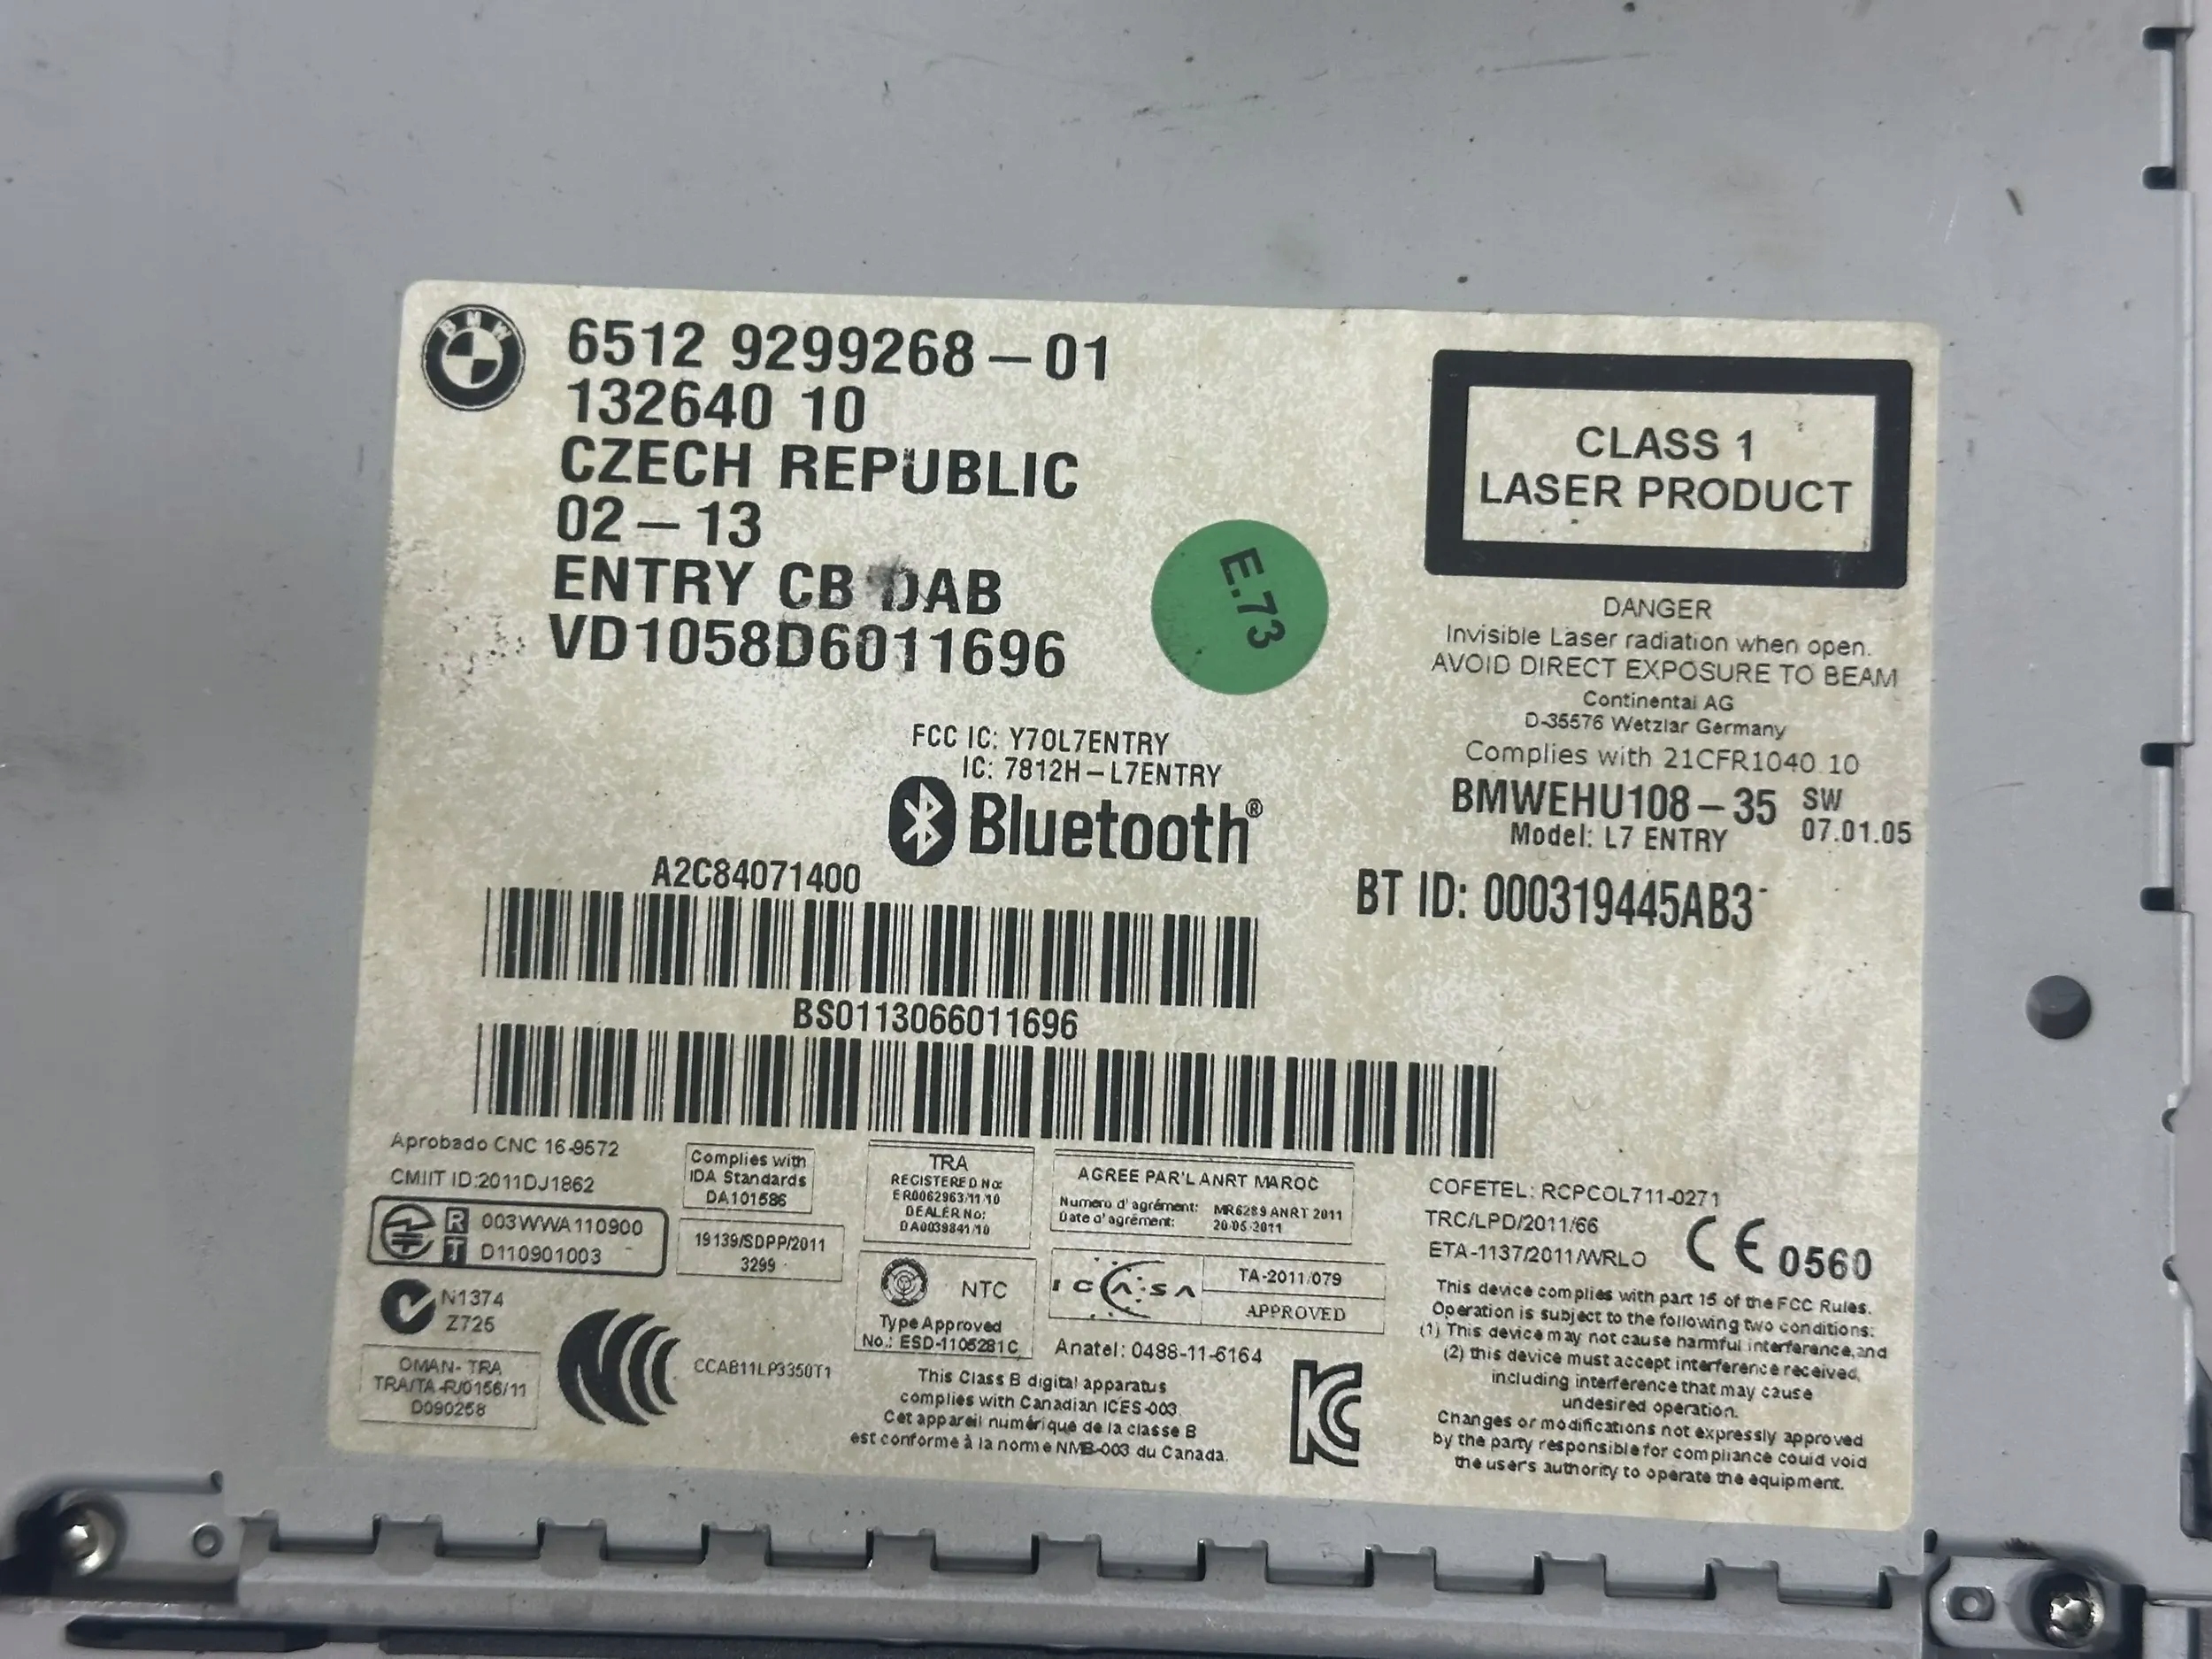 BMW
6512 9299268-01
132640 10
CZECH REPUBLIC
02-13
ENTRY CB DAB
VD1058D6011696
E.73
CLASS 1
LASER PRODUCT
DANGER
Invisible Laser radiation when open.
AVOID DIRECT EXPOSURE TO BEAM
Continental AG
D-35576 Wetzlar Germany
Complies with 21CFR1040 10
BMWEHU108-35 SW
Model: L7 ENTRY 07.01.05
FCC IC: Y7OL7ENTRY
IC: 7812H-L7ENTRY
Bluetooth®
BT ID: 000319445AB3
A2C84071400
BS0113066011696
Aprobado CNC 16-9572
CMIIT ID:2011DJ1862
R 003WWA110900
T D110901003
N1374
Z725
OMAN-TRA
TRA/TA-R/0156/11
D090258
Complies with
IDA Standards
DA101586
19139/SDPP/2011
3299
CCAB11LP3350T1
TRA
REGISTERED No:
ER0062963/11/10
DEALER No:
DA0039841/10
NTC
Type Approved
No.: ESD-1105281C
AGREE PAR'L ANRT MAROC
Numero d'agrément: MR6289 ANRT 2011
Date d'agrément: 20.05.2011
ICASA
TA-2011/079
APPROVED
Anatel: 0488-11-6164
This Class B digital apparatus
complies with Canadian ICES-003.
Cet appareil numérique de la classe B
est conforme à la norme NMB-003 du Canada.
COFETEL: RCPCOL711-0271
TRC/LPD/2011/66
ETA-1137/2011/WRLO
CE 0560
This device complies with part 15 of the FCC Rules.
Operation is subject to the following two conditions:
(1) This device may not cause harmful interference,and
(2) this device must accept interference received,
including interference that may cause
undesired operation.
Changes or modifications not expressly approved
by the party responsible for compliance could void
the user's authority to operate the equipment.